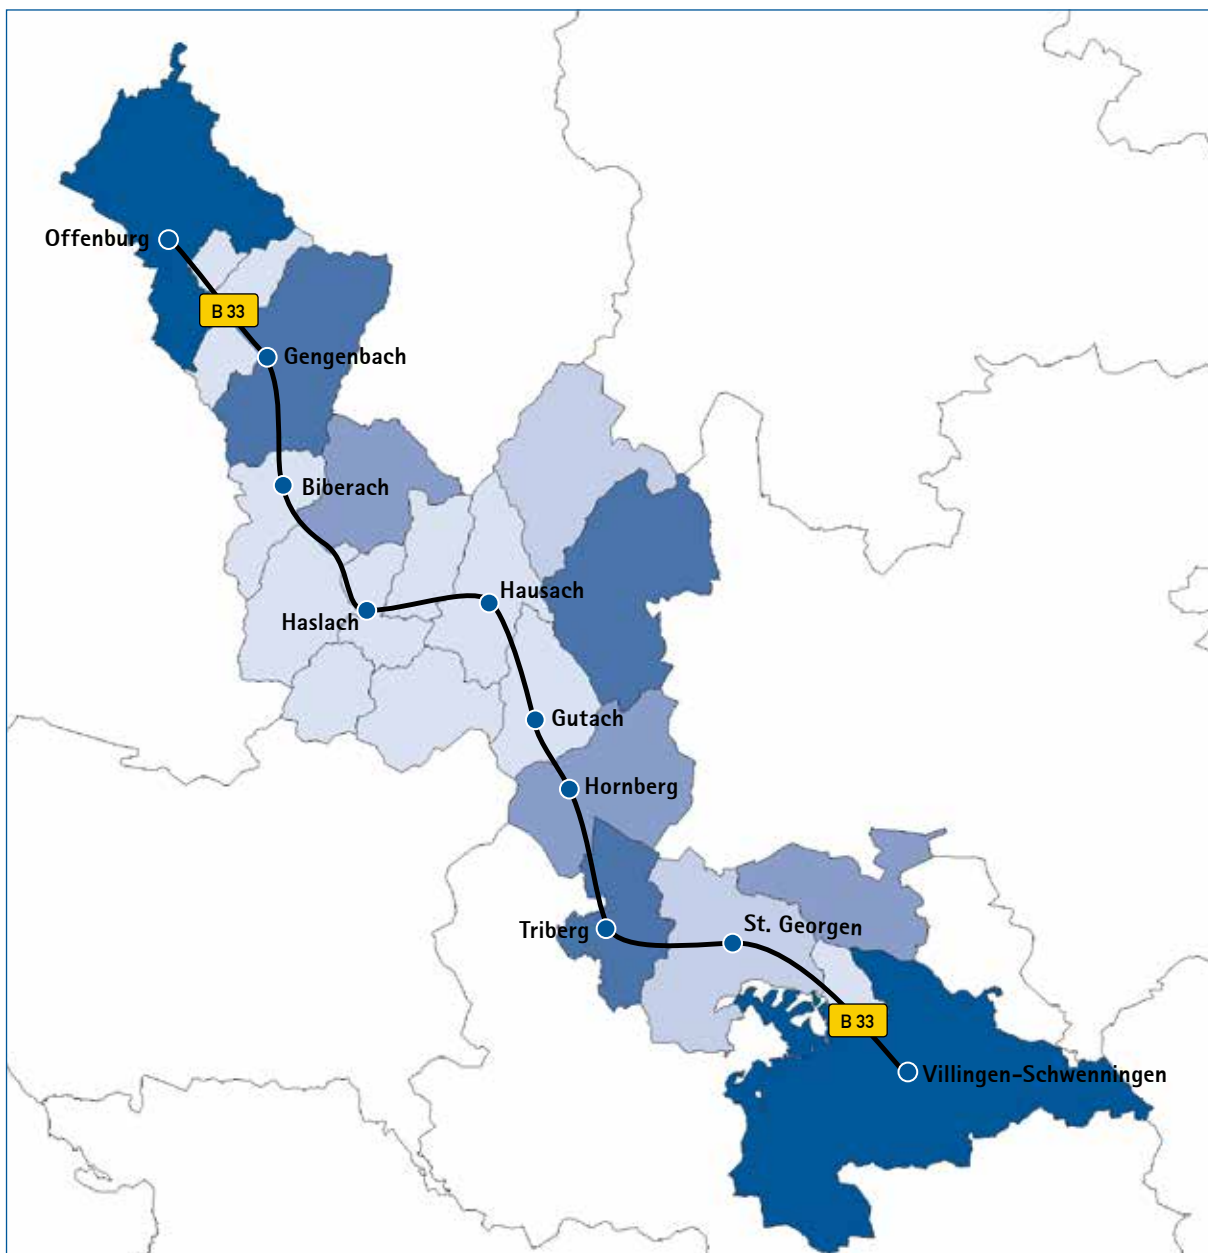 Offenburg
B 33
Gengenbach
Biberach
Hausach
Haslach
Gutach
Hornberg
St. Georgen
Triberg
B 33
Villingen-Schwenningen